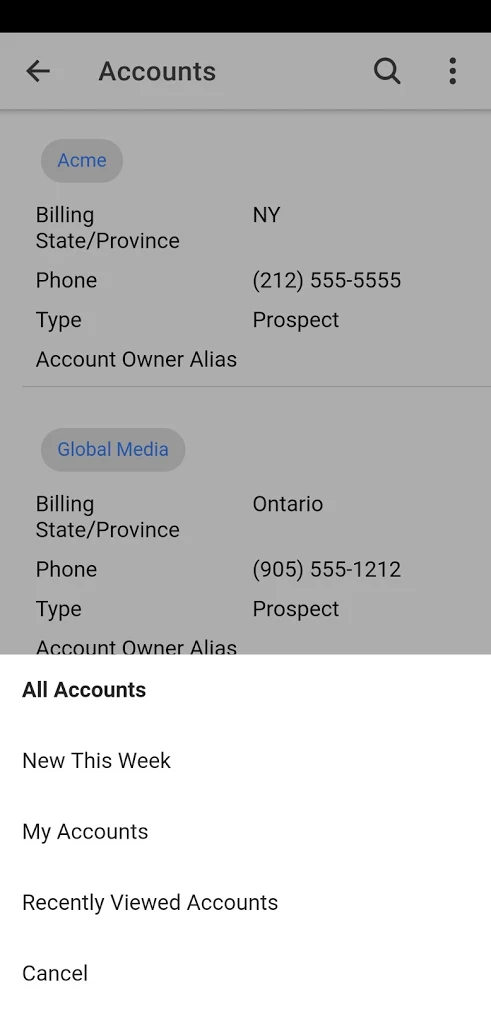 Accounts
Acme
Billing State/Province NY
Phone (212) 555-5555
Type Prospect
Account Owner Alias
Global Media
Billing State/Province Ontario
Phone (905) 555-1212
Type Prospect
Account Owner Alias
All Accounts
New This Week
My Accounts
Recently Viewed Accounts
Cancel